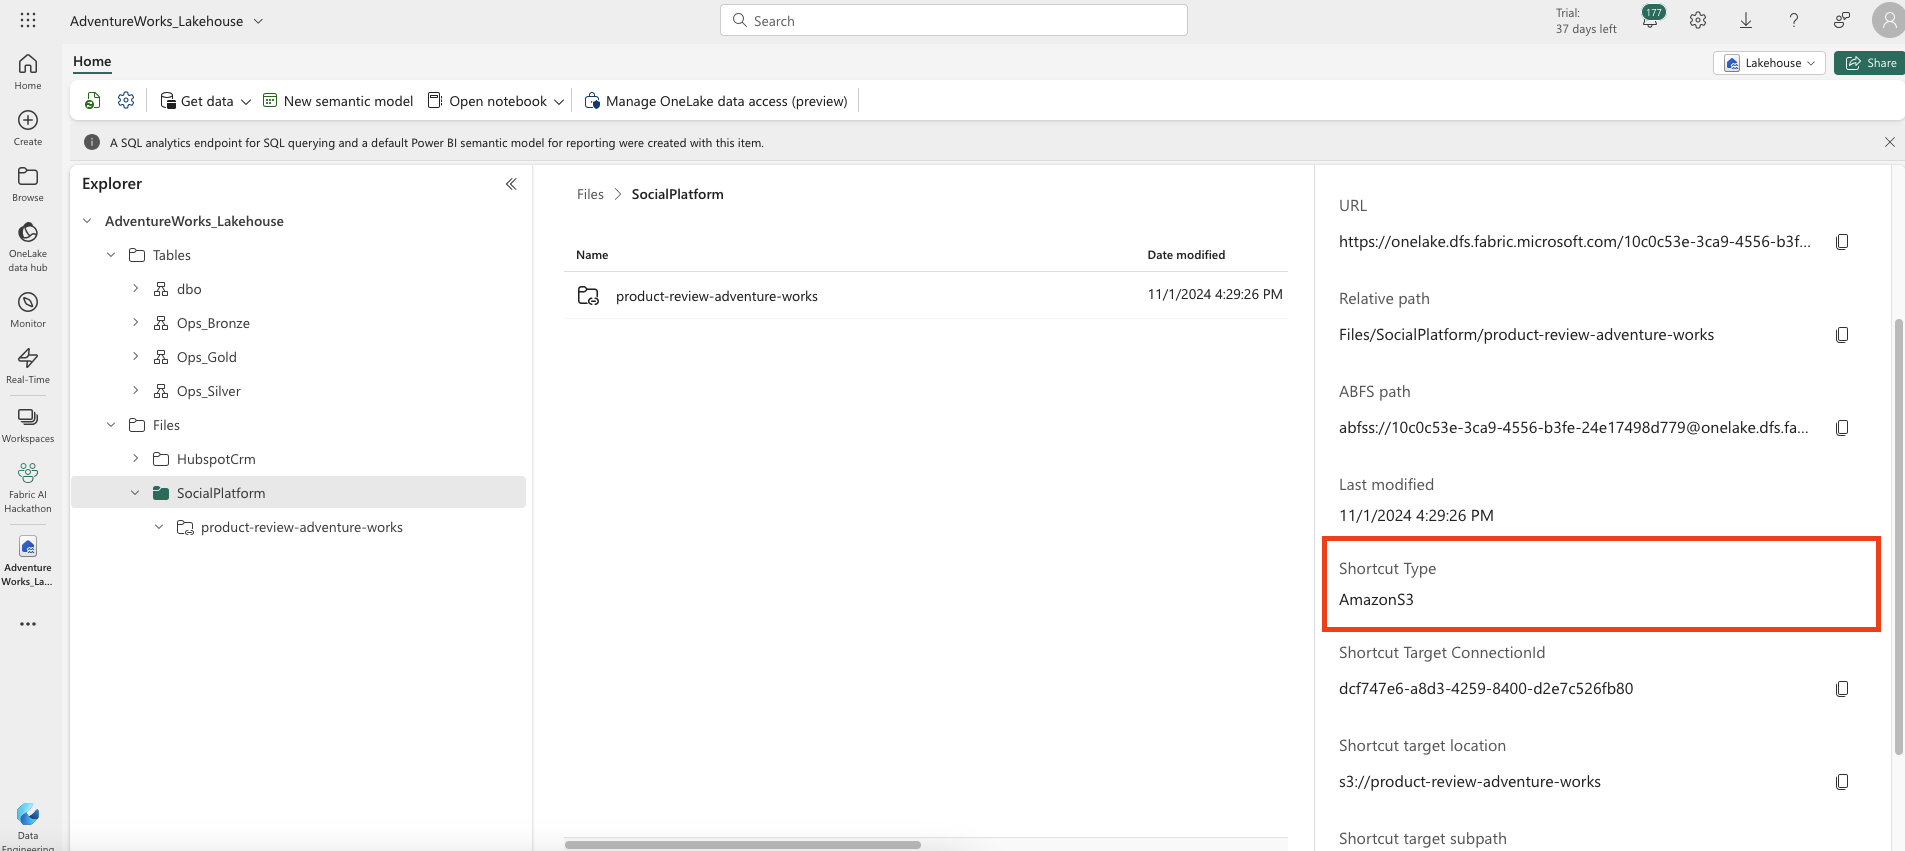 AdventureWorks_Lakehouse
Search
Trial:
37 days left
177
Home
Lakehouse
Share
Get data
New semantic model
Open notebook
Manage OneLake data access (preview)
A SQL analytics endpoint for SQL querying and a default Power BI semantic model for reporting were created with this item.
Home
Create
Browse
OneLake
data hub
Monitor
Real-Time
Workspaces
Fabric AI
Hackathon
Adventure
Works_La...
Data
Engineering
Explorer
AdventureWorks_Lakehouse
Tables
dbo
Ops_Bronze
Ops_Gold
Ops_Silver
Files
HubspotCrm
SocialPlatform
product-review-adventure-works
Files > SocialPlatform
Name Date modified
product-review-adventure-works 11/1/2024 4:29:26 PM
URL
https://onelake.dfs.fabric.microsoft.com/10c0c53e-3ca9-4556-b3f...
Relative path
Files/SocialPlatform/product-review-adventure-works
ABFS path
abfss://10c0c53e-3ca9-4556-b3fe-24e17498d779@onelake.dfs.fa...
Last modified
11/1/2024 4:29:26 PM
Shortcut Type
AmazonS3
Shortcut Target ConnectionId
dcf747e6-a8d3-4259-8400-d2e7c526fb80
Shortcut target location
s3://product-review-adventure-works
Shortcut target subpath